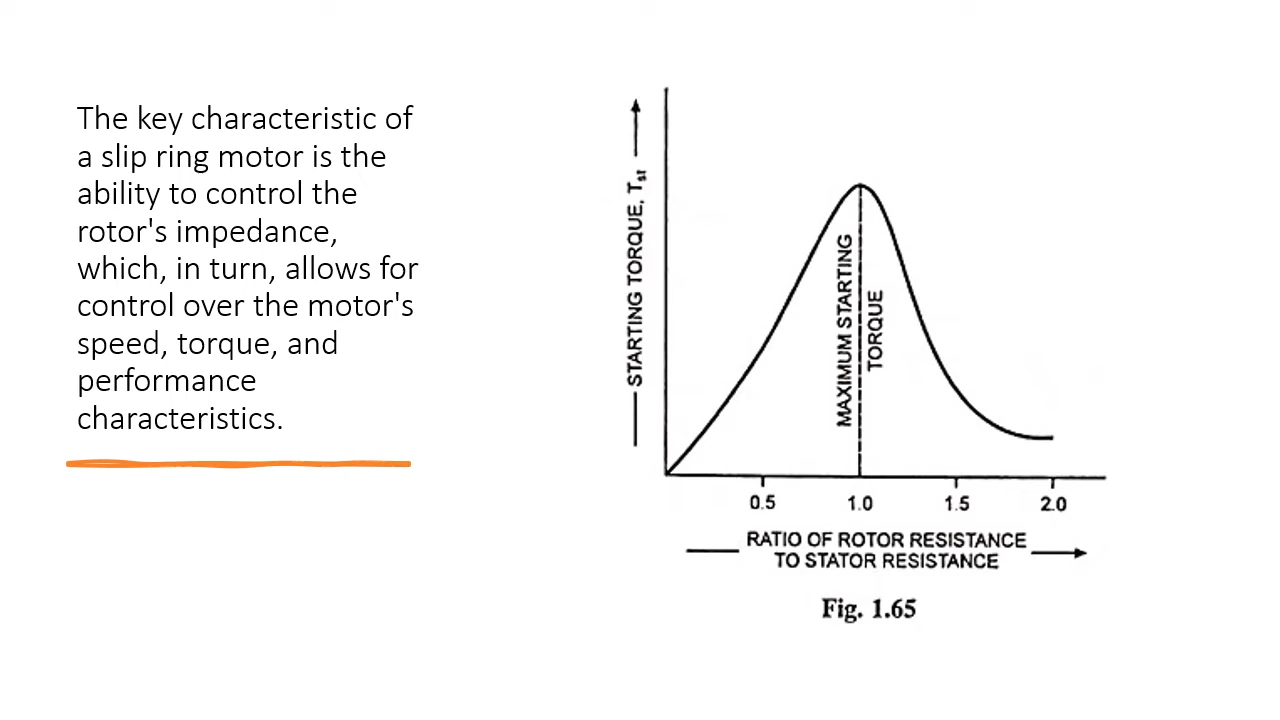 The key characteristic of
a slip ring motor is the
ability to control the
rotor's impedance,
which, in turn, allows for
control over the motor's
speed, torque, and
performance
characteristics.
STARTING TORQUE, Tst
MAXIMUM STARTING
TORQUE
0.5 1.0 1.5 2.0
RATIO OF ROTOR RESISTANCE
TO STATOR RESISTANCE
Fig. 1.65